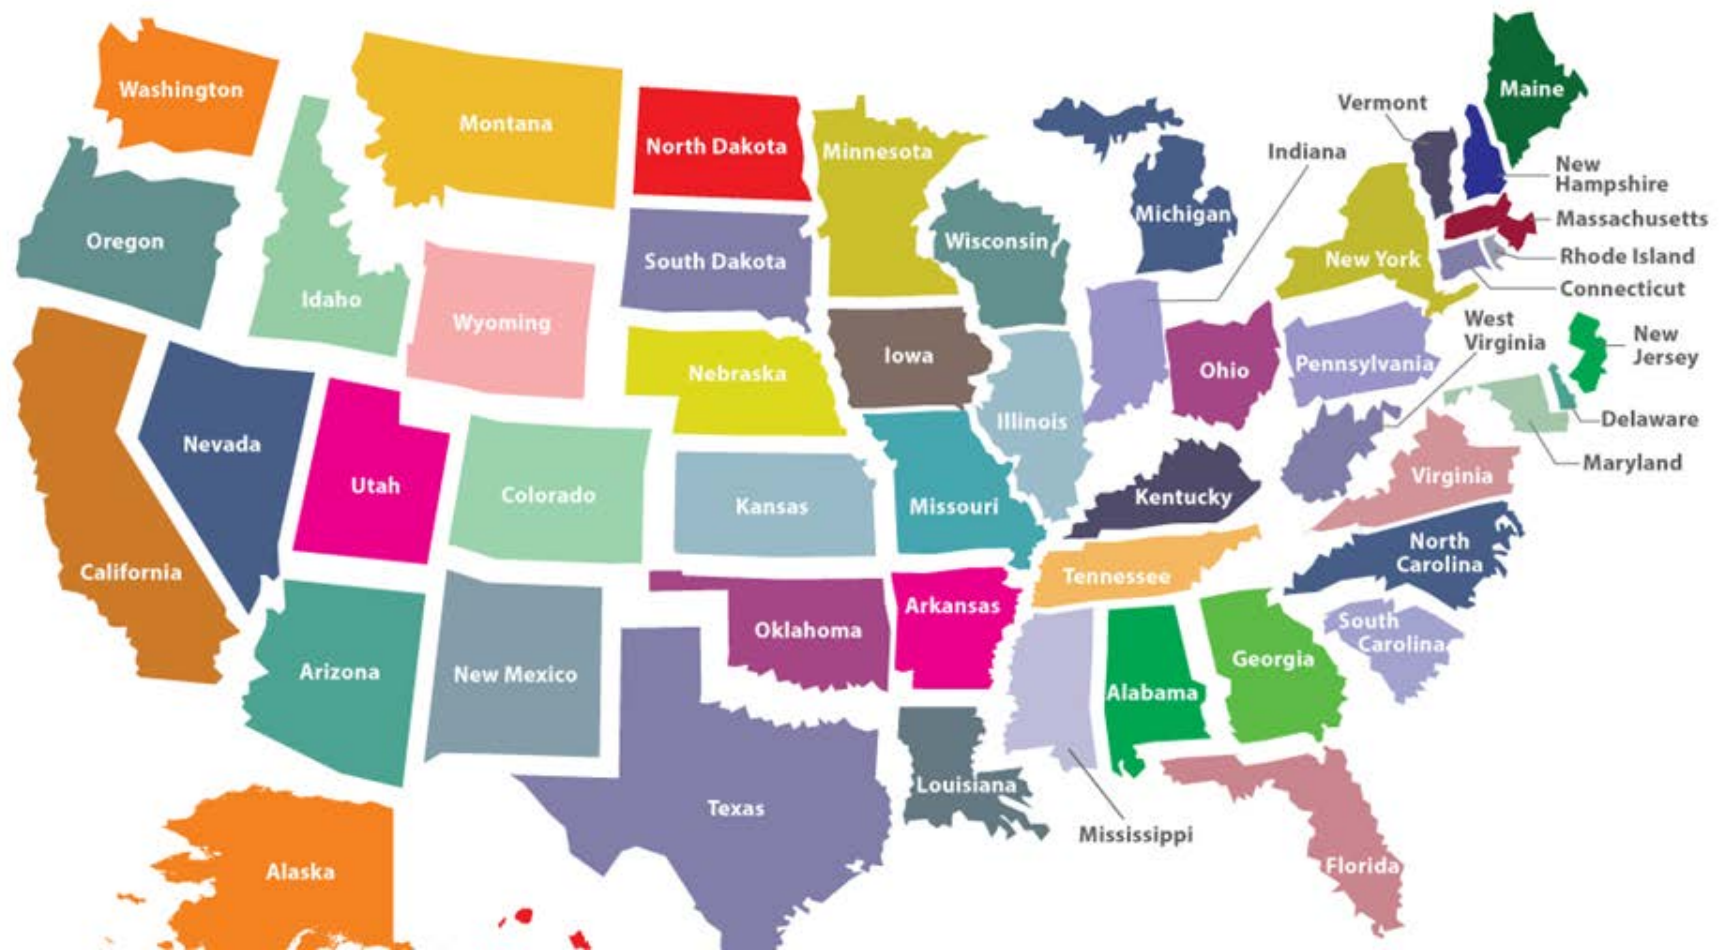 Maine
Washington
Vermont
Montana
North Dakota
Minnesota
Indiana
New
Hampshire
Michigan
Massachusetts
Oregon
Wisconsin
South Dakota
New York
Rhode Island
Connecticut
Idaho
Wyoming
West
Virginia
New
Jersey
Iowa
Nebraska
Ohio
Pennsylvania
Illinois
Delaware
Nevada
Maryland
Utah
Colorado
Kansas
Missouri
Kentucky
Virginia
North
Carolina
California
Tennessee
Arkansas
South
Carolina
Oklahoma
Georgia
Arizona
New Mexico
Alabama
Louisiana
Texas
Mississippi
Florida
Alaska